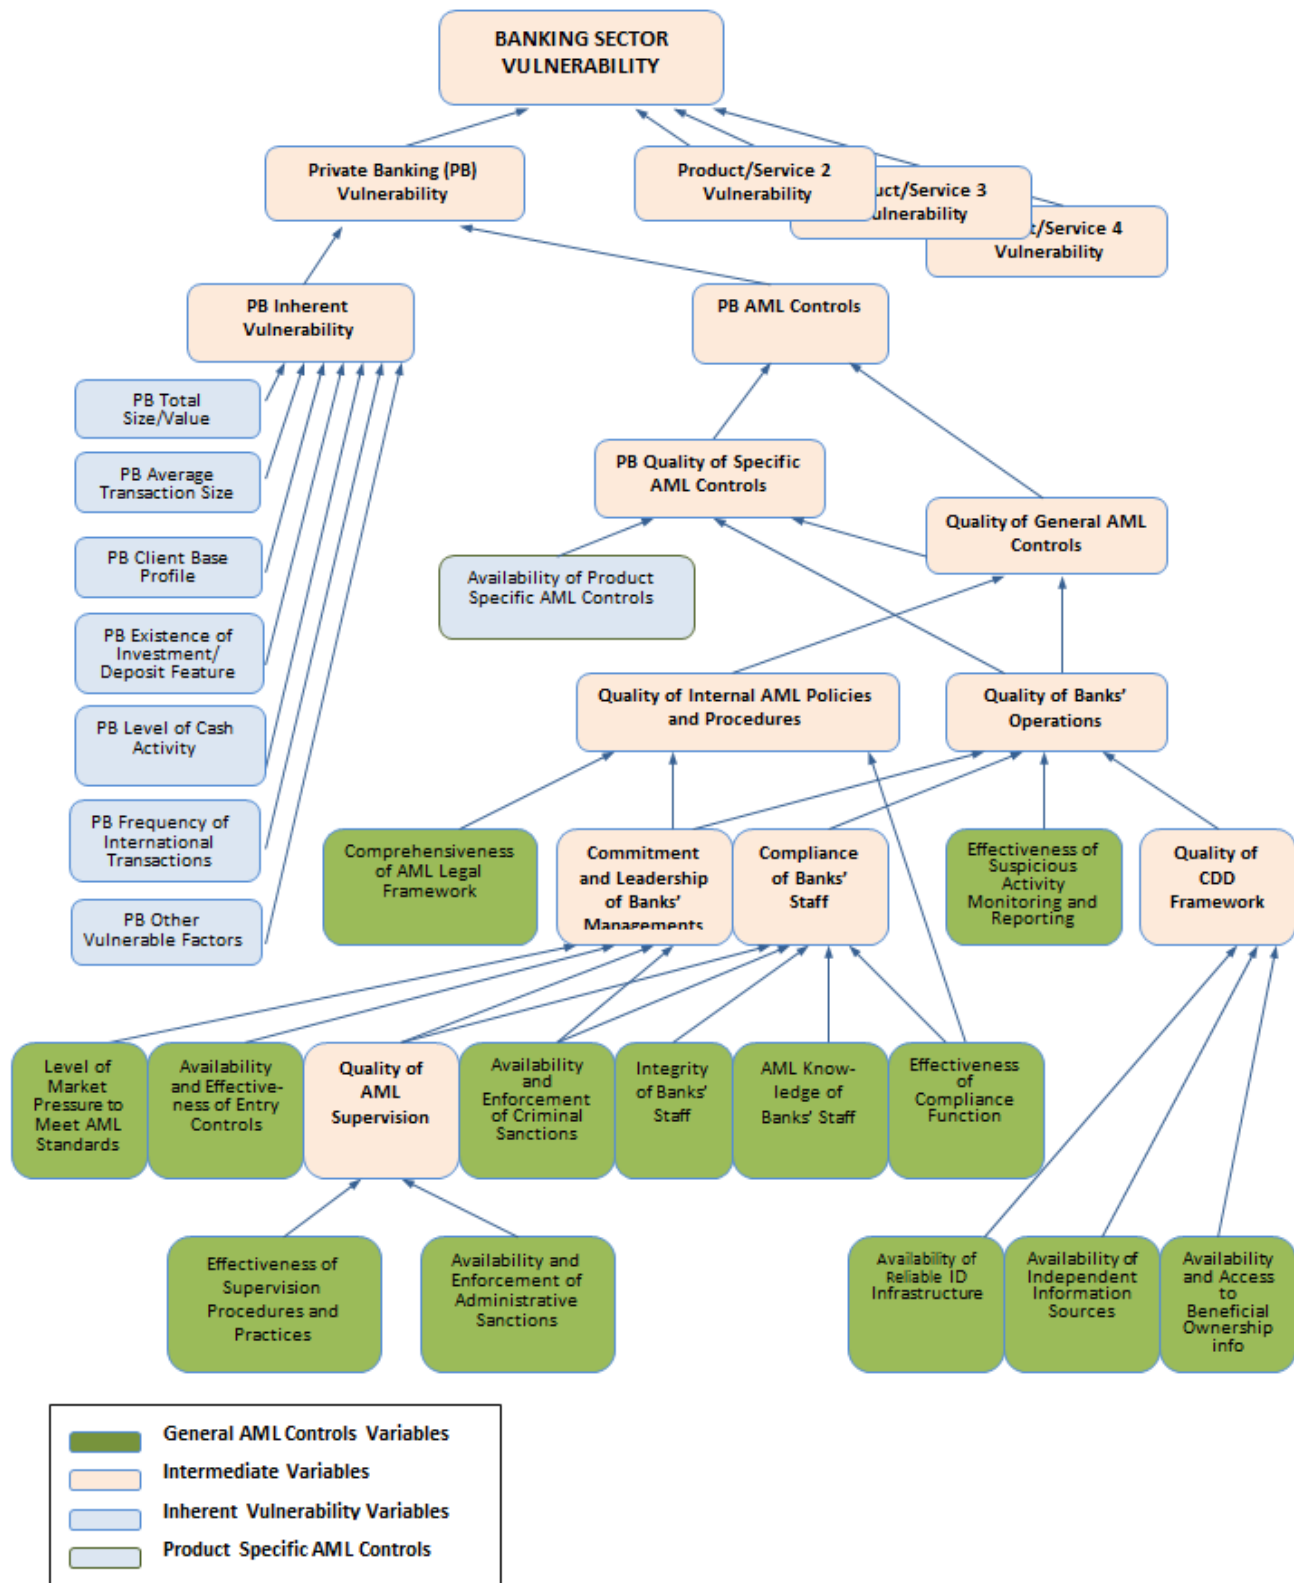 BANKING SECTOR
VULNERABILITY
Private Banking (PB)
Vulnerability
Product/Service 2
Vulnerability
uct/Service 3
ulnerability
t/Service 4
Vulnerability
PB Inherent
Vulnerability
PB AML Controls
PB Total
Size/Value
PB Average
Transaction Size
PB Client Base
Profile
PB Existence of
Investment/
Deposit Feature
PB Level of Cash
Activity
PB Frequency of
International
Transactions
PB Other
Vulnerable Factors
PB Quality of Specific
AML Controls
Quality of General AML
Controls
Availability of Product
Specific AML Controls
Quality of Internal AML Policies
and Procedures
Quality of Banks’
Operations
Comprehensiveness
of AML Legal
Framework
Commitment
and Leadership
of Banks’
Managements
Compliance
of Banks’
Staff
Effectiveness of
Suspicious
Activity
Monitoring and
Reporting
Quality of
CDD
Framework
Level of
Market
Pressure to
Meet AML
Standards
Availability
and Effective-
ness of Entry
Controls
Quality of
AML
Supervision
Availability
and
Enforcement
of Criminal
Sanctions
Integrity
of Banks’
Staff
AML Know-
ledge of
Banks’ Staff
Effectiveness
of
Compliance
Function
Effectiveness of
Supervision
Procedures and
Practices
Availability and
Enforcement of
Administrative
Sanctions
Availability of
Reliable ID
Infrastructure
Availability of
Independent
Information
Sources
Availability
and Access
to
Beneficial
Ownership
info
General AML Controls Variables
Intermediate Variables
Inherent Vulnerability Variables
Product Specific AML Controls